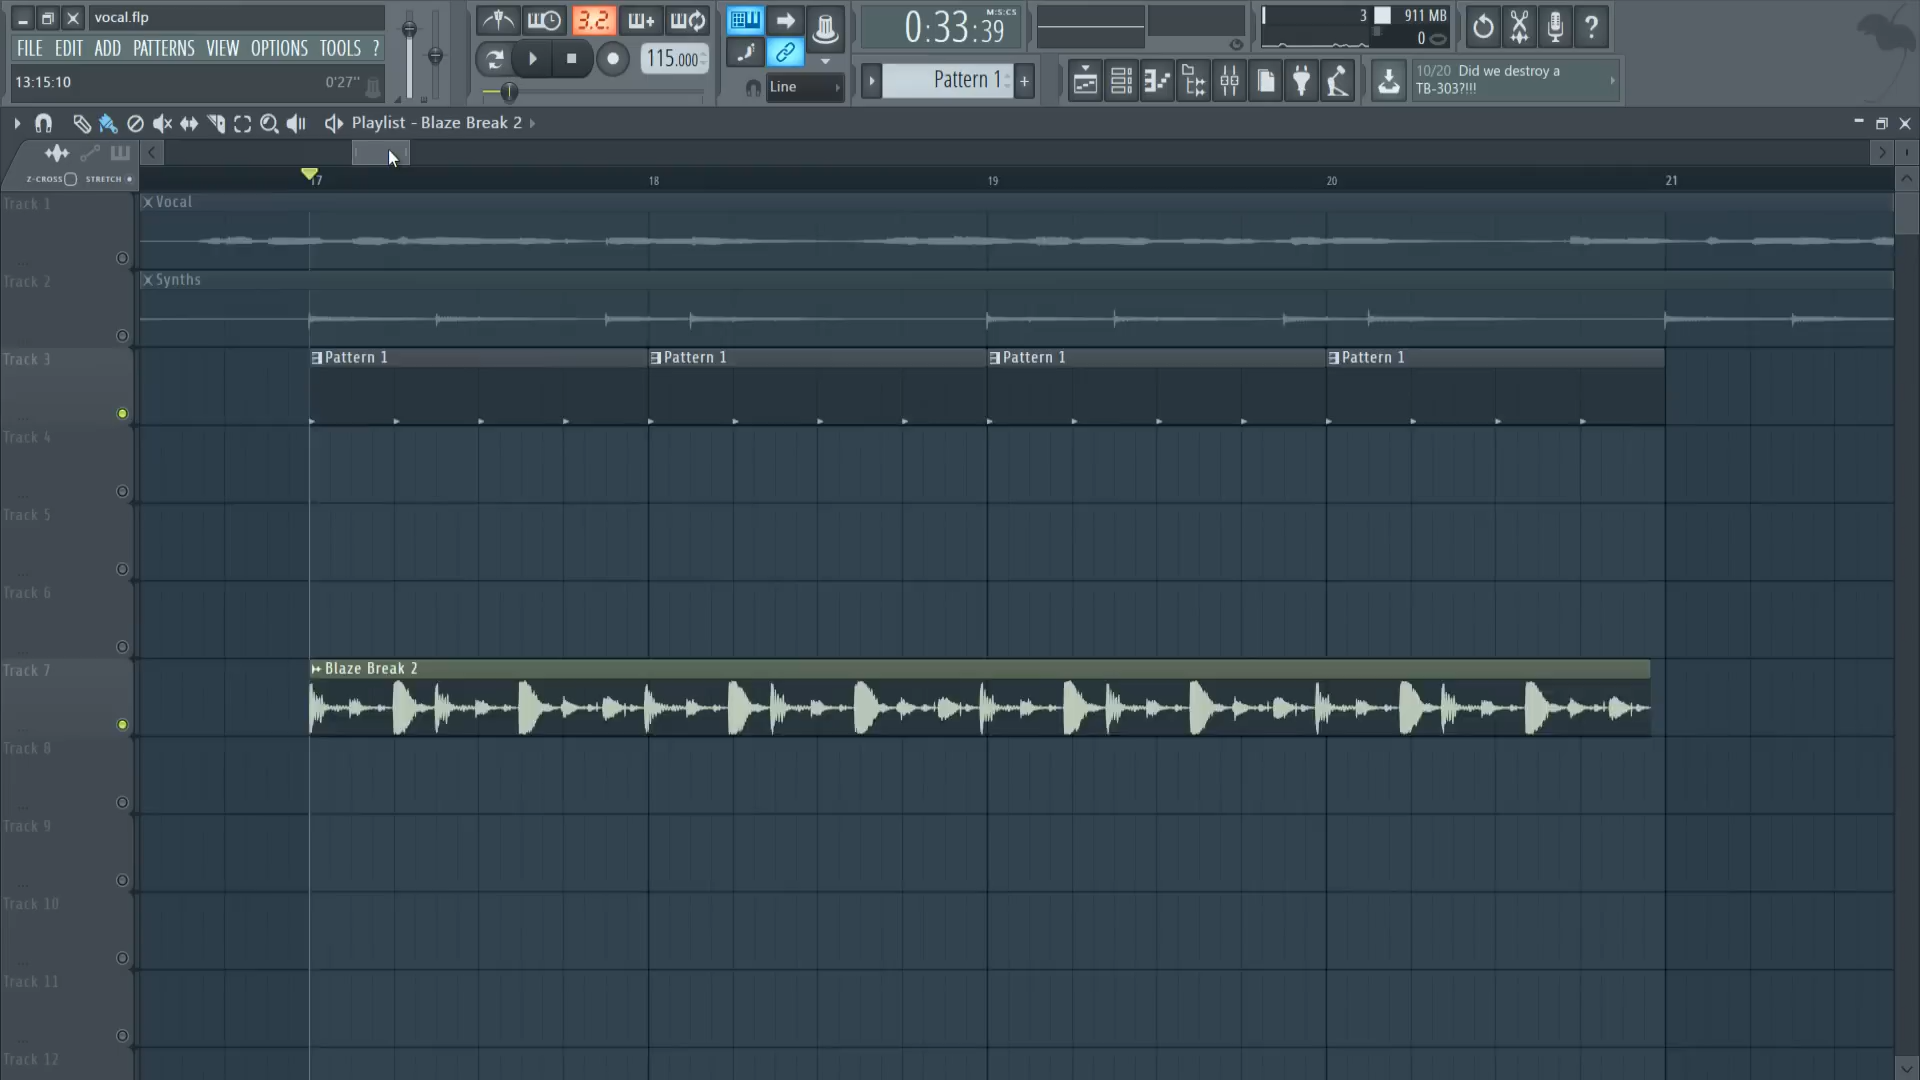 vocal.flp
FILE EDIT ADD PATTERNS VIEW OPTIONS TOOLS ?
13:15:10 0'27"
3.2.
115.000
Line
0:33:39 M:S:CS
Pattern 1 +
3 911 MB
0
?
10/20 Did we destroy a
TB-303?!!!
Playlist - Blaze Break 2
Z-CROSS STRETCH
17 18 19 20 21
Track 1
Vocal
Track 2
Synths
Track 3
Pattern 1 Pattern 1 Pattern 1 Pattern 1
Track 4
Track 5
Track 6
Track 7
Blaze Break 2
Track 8
Track 9
Track 10
Track 11
Track 12